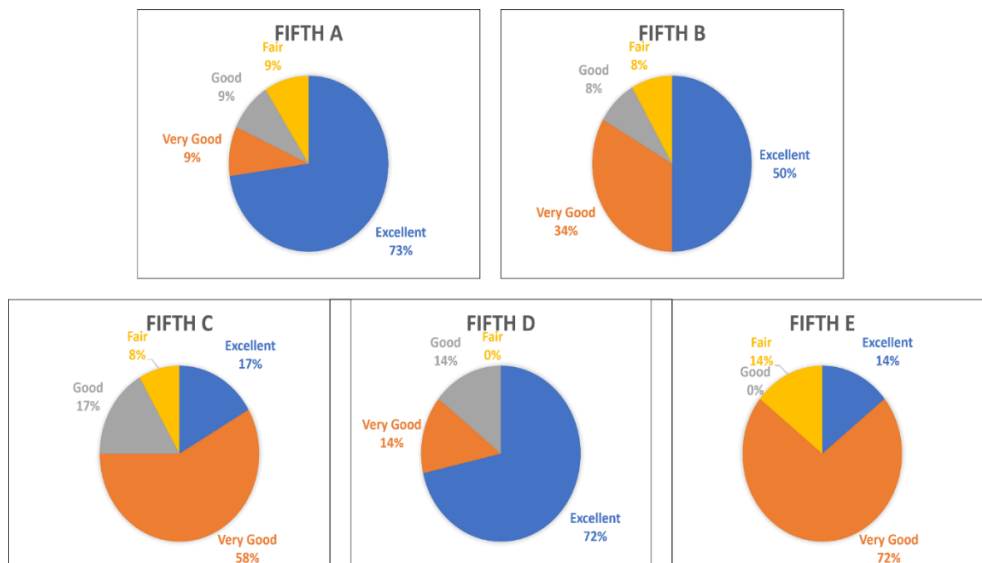 FIFTH A
Fair
9%
Good
9%
Very Good
9%
Excellent
73%
FIFTH B
Fair
8%
Good
8%
Very Good
34%
Excellent
50%
FIFTH C
Fair
8%
Good
17%
Excellent
17%
Very Good
58%
FIFTH D
Fair
0%
Good
14%
Very Good
14%
Excellent
72%
FIFTH E
Fair
14%
Good
0%
Excellent
14%
Very Good
72%